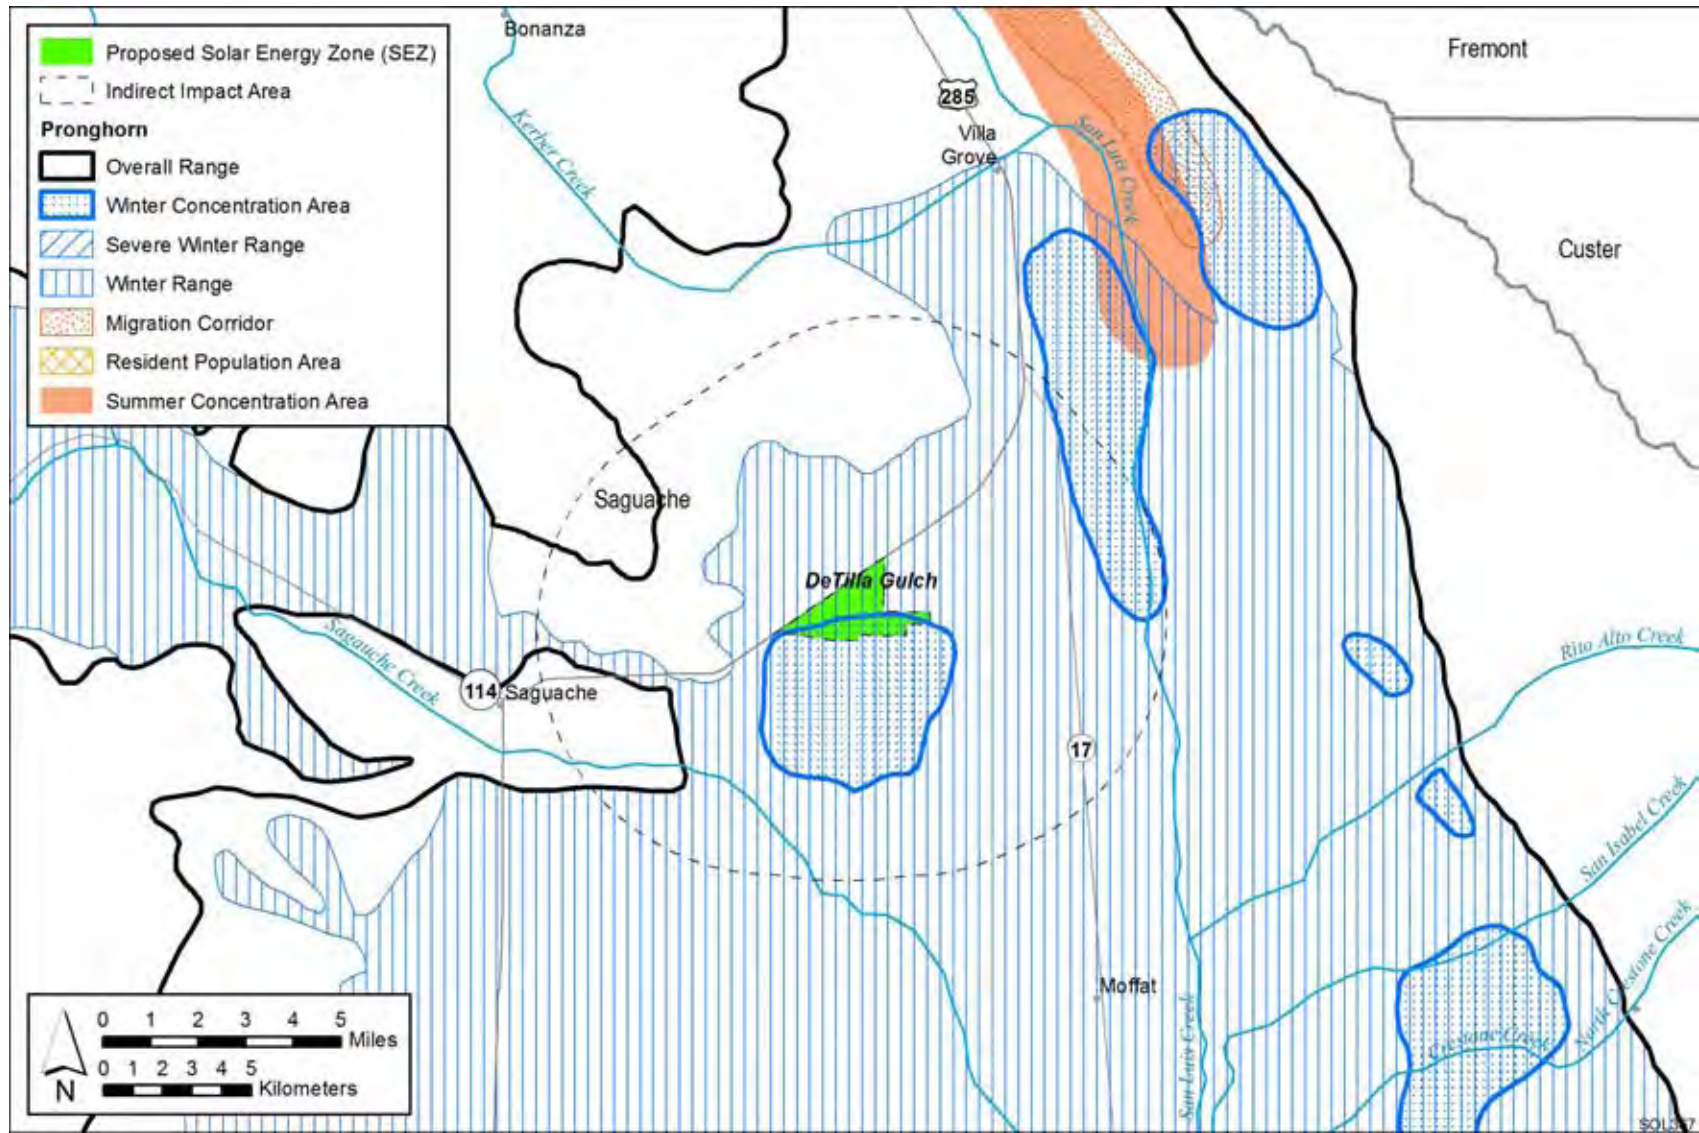 Proposed Solar Energy Zone (SEZ)
Indirect Impact Area
Pronghorn
Overall Range
Winter Concentration Area
Severe Winter Range
Winter Range
Migration Corridor
Resident Population Area
Summer Concentration Area
Bonanza
Kerber Creek
285
Villa
Grove
San Luis Creek
Fremont
Custer
Saguache
DeTilla Gulch
Sagauche Creek
114
Saguache
17
Rito Alto Creek
San Isabel Creek
North Crestone Creek
Crestone Creek
Moffat
San Luis Creek
0 1 2 3 4 5
Miles
0 1 2 3 4 5
Kilometers
N